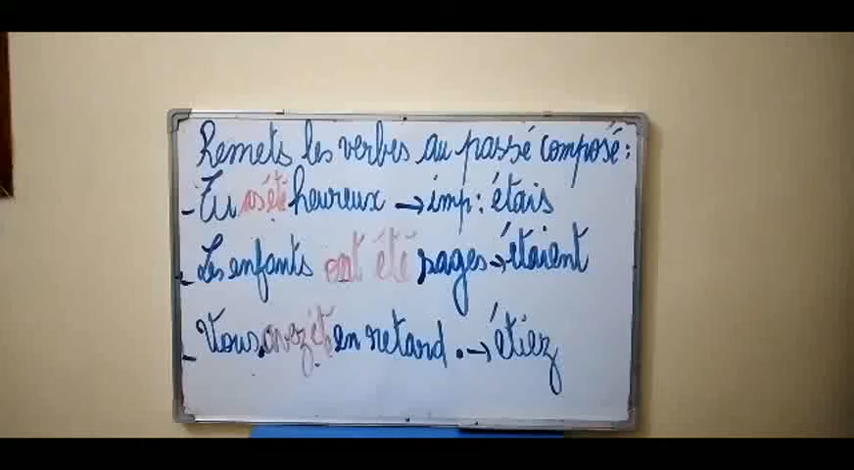 Remets les verbes au passé composé :
- Tu as été heureux → imp : étais
- Les enfants ont été sages → étaient
- Vous avez été en retard . → étiez